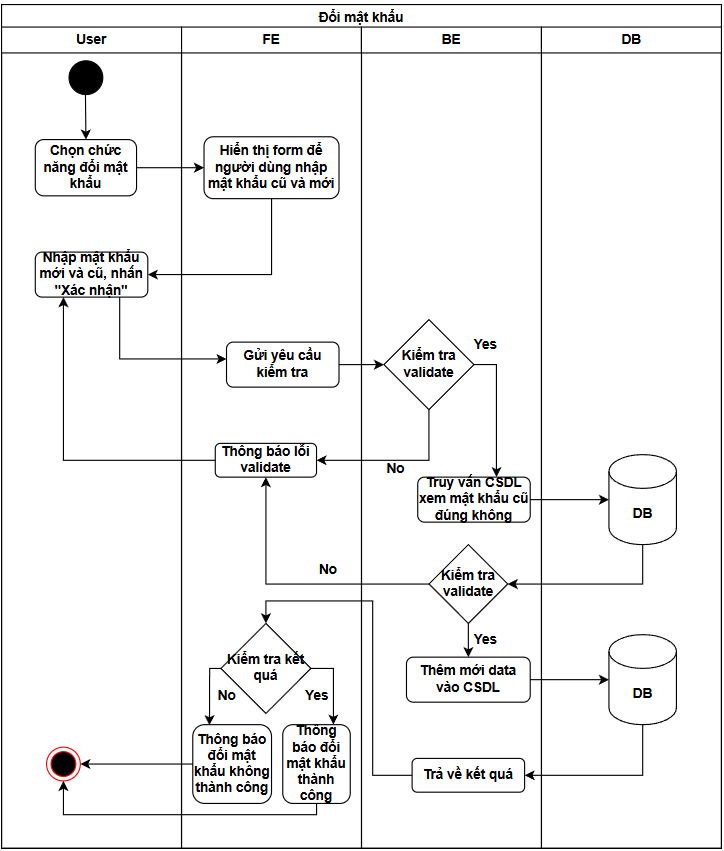 Đổi mật khẩu
User
FE
BE
DB
Chọn chức
năng đổi mật
khẩu
Hiển thị form để
người dùng nhập
mật khẩu cũ và mới
Nhập mật khẩu
mới và cũ, nhấn
"Xác nhận"
Gửi yêu cầu
kiểm tra
Kiểm tra
validate
Yes
No
Thông báo lỗi
validate
Truy vấn CSDL
xem mật khẩu cũ
đúng không
DB
Kiểm tra
validate
No
Yes
Kiểm tra kết
quả
No
Yes
Thêm mới data
vào CSDL
DB
Thông báo
đổi mật
khẩu không
thành công
Thông
báo đổi
mật khẩu
thành
công
Trả về kết quả